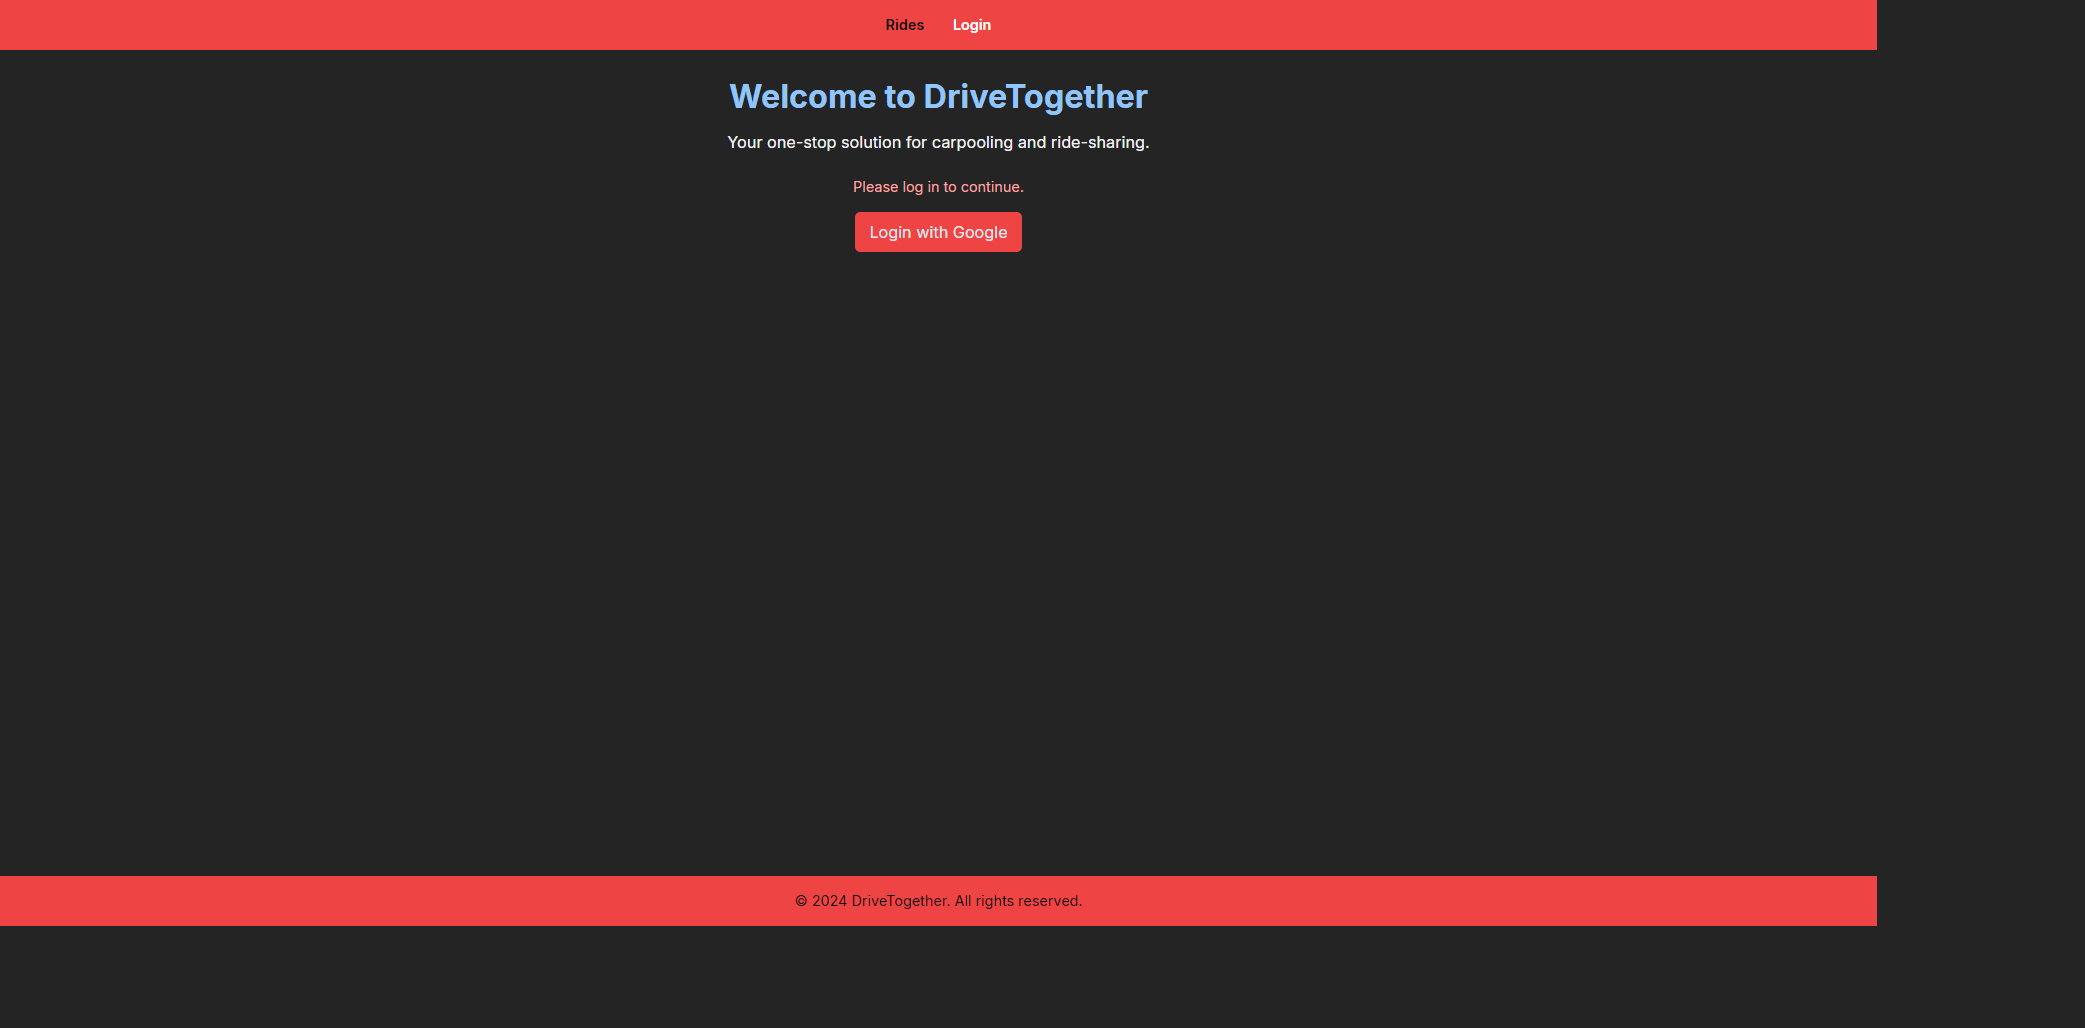 Rides Login
Welcome to DriveTogether
Your one-stop solution for carpooling and ride-sharing.
Please log in to continue.
Login with Google
© 2024 DriveTogether. All rights reserved.